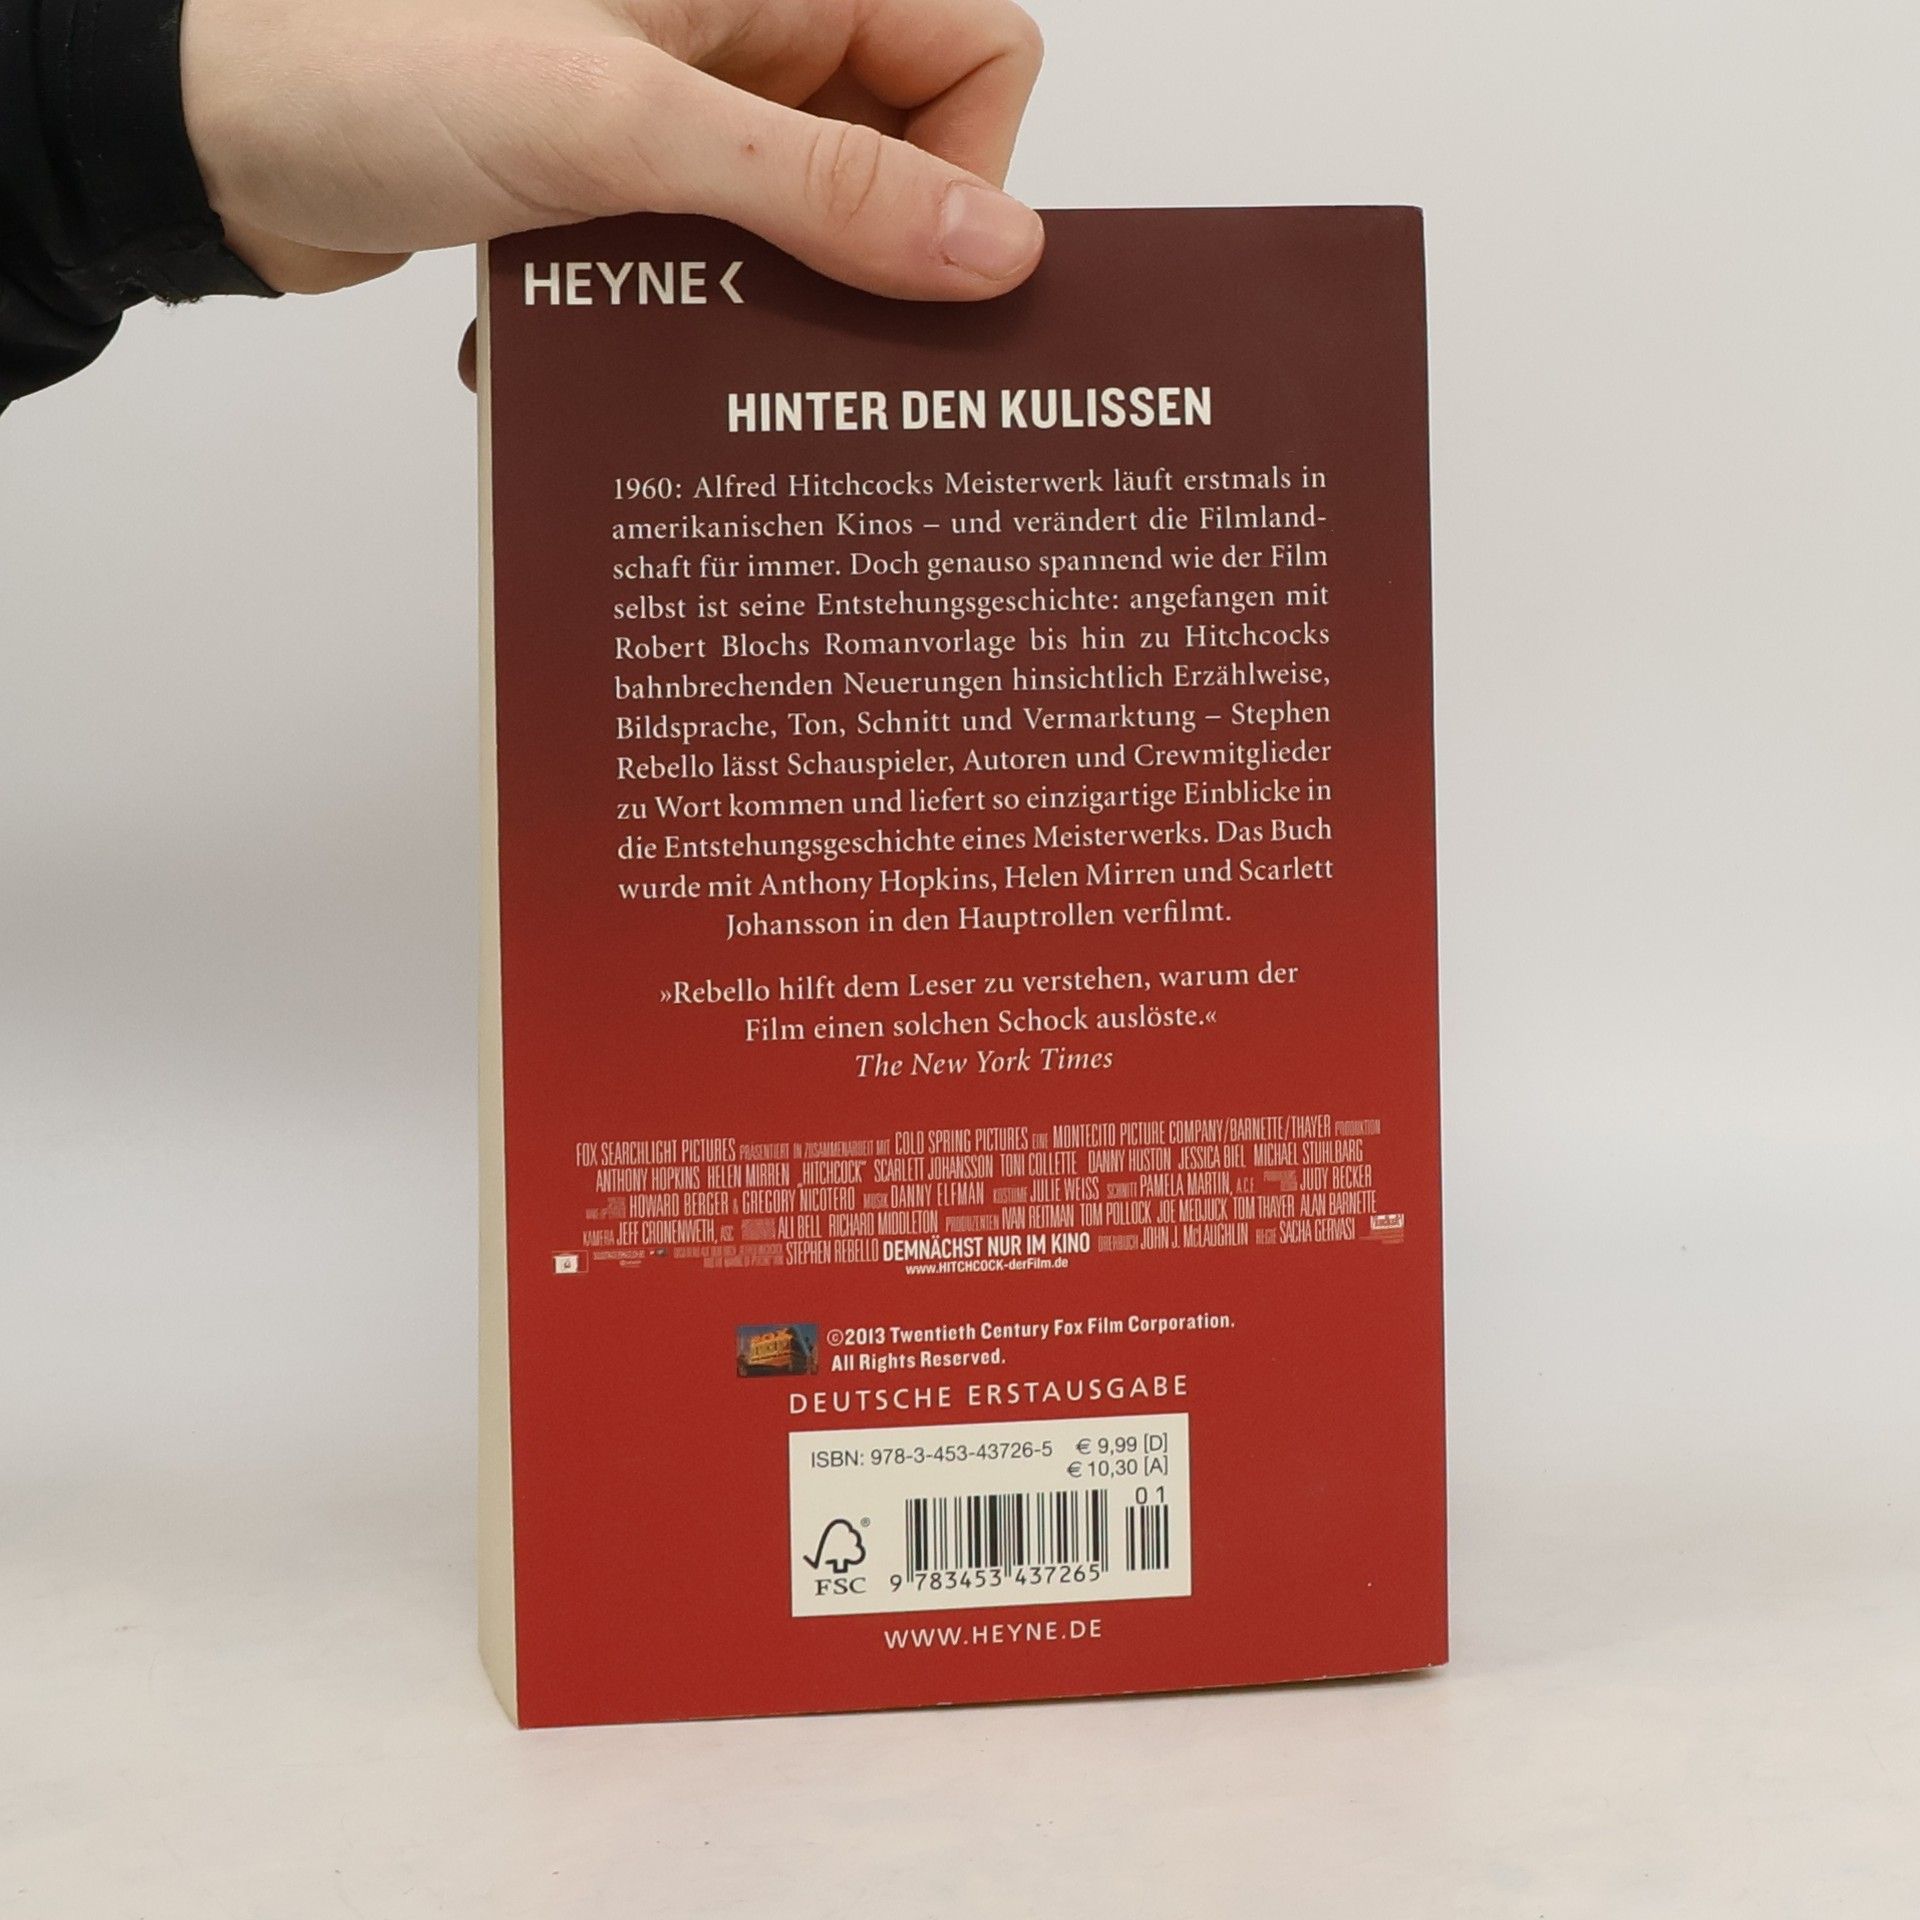 HEYNE <
HINTER DEN KULISSEN
1960: Alfred Hitchcocks Meisterwerk läuft erstmals in
amerikanischen Kinos – und verändert die Filmland-
schaft für immer. Doch genauso spannend wie der Film
selbst ist seine Entstehungsgeschichte: angefangen mit
Robert Blochs Romanvorlage bis hin zu Hitchcocks
bahnbrechenden Neuerungen hinsichtlich Erzählweise,
Bildsprache, Ton, Schnitt und Vermarktung – Stephen
Rebello lässt Schauspieler, Autoren und Crewmitglieder
zu Wort kommen und liefert so einzigartige Einblicke in
die Entstehungsgeschichte eines Meisterwerks. Das Buch
wurde mit Anthony Hopkins, Helen Mirren und Scarlett
Johansson in den Hauptrollen verfilmt.
»Rebello hilft dem Leser zu verstehen, warum der
Film einen solchen Schock auslöste.«
The New York Times
FOX SEARCHLIGHT PICTURES PRÄSENTIERT IN ZUSAMMENARBEIT MIT COLD SPRING PICTURES EINE MONTECITO PICTURE COMPANY/BARNETTE/THAYER PRODUKTION
ANTHONY HOPKINS HELEN MIRREN „HITCHCOCK“ SCARLETT JOHANSSON TONI COLLETTE DANNY HUSTON JESSICA BIEL MICHAEL STUHLBARG
HOWARD BERGER & GREGORY NICOTERO MUSIK DANNY ELFMAN KOSTÜME JULIE WEISS SCHNITT PAMELA MARTIN, A.C.E. JUDY BECKER
KAMERA JEFF CRONENWETH, ASC ALI BELL RICHARD MIDDLETON PRODUZENTEN IVAN REITMAN TOM POLLOCK JOE MEDJUCK TOM THAYER ALAN BARNETTE
STEPHEN REBELLO DEMNÄCHST NUR IM KINO DREHBUCH JOHN J. McLAUGHLIN REGIE SACHA GERVASI
www.HITCHCOCK-derFilm.de
©2013 Twentieth Century Fox Film Corporation.
All Rights Reserved.
DEUTSCHE ERSTAUSGABE
ISBN: 978-3-453-43726-5 € 9,99 [D]
€ 10,30 [A]
01
FSC ®
9 783453 437265
WWW.HEYNE.DE